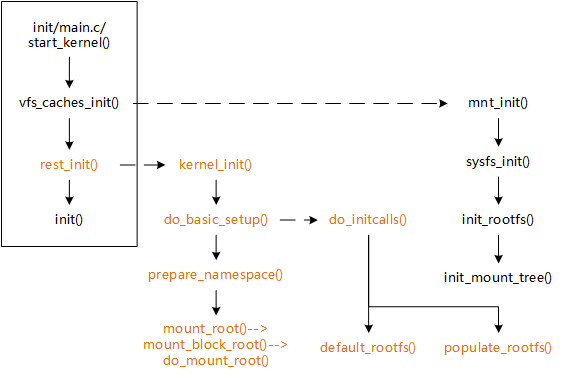 init/main.c/
start_kernel()
vfs_caches_init()
mnt_init()
rest_init()
kernel_init()
sysfs_init()
init()
do_basic_setup()
do_initcalls()
init_rootfs()
prepare_namespace()
init_mount_tree()
mount_root()-->
mount_block_root()-->
do_mount_root()
default_rootfs()
populate_rootfs()